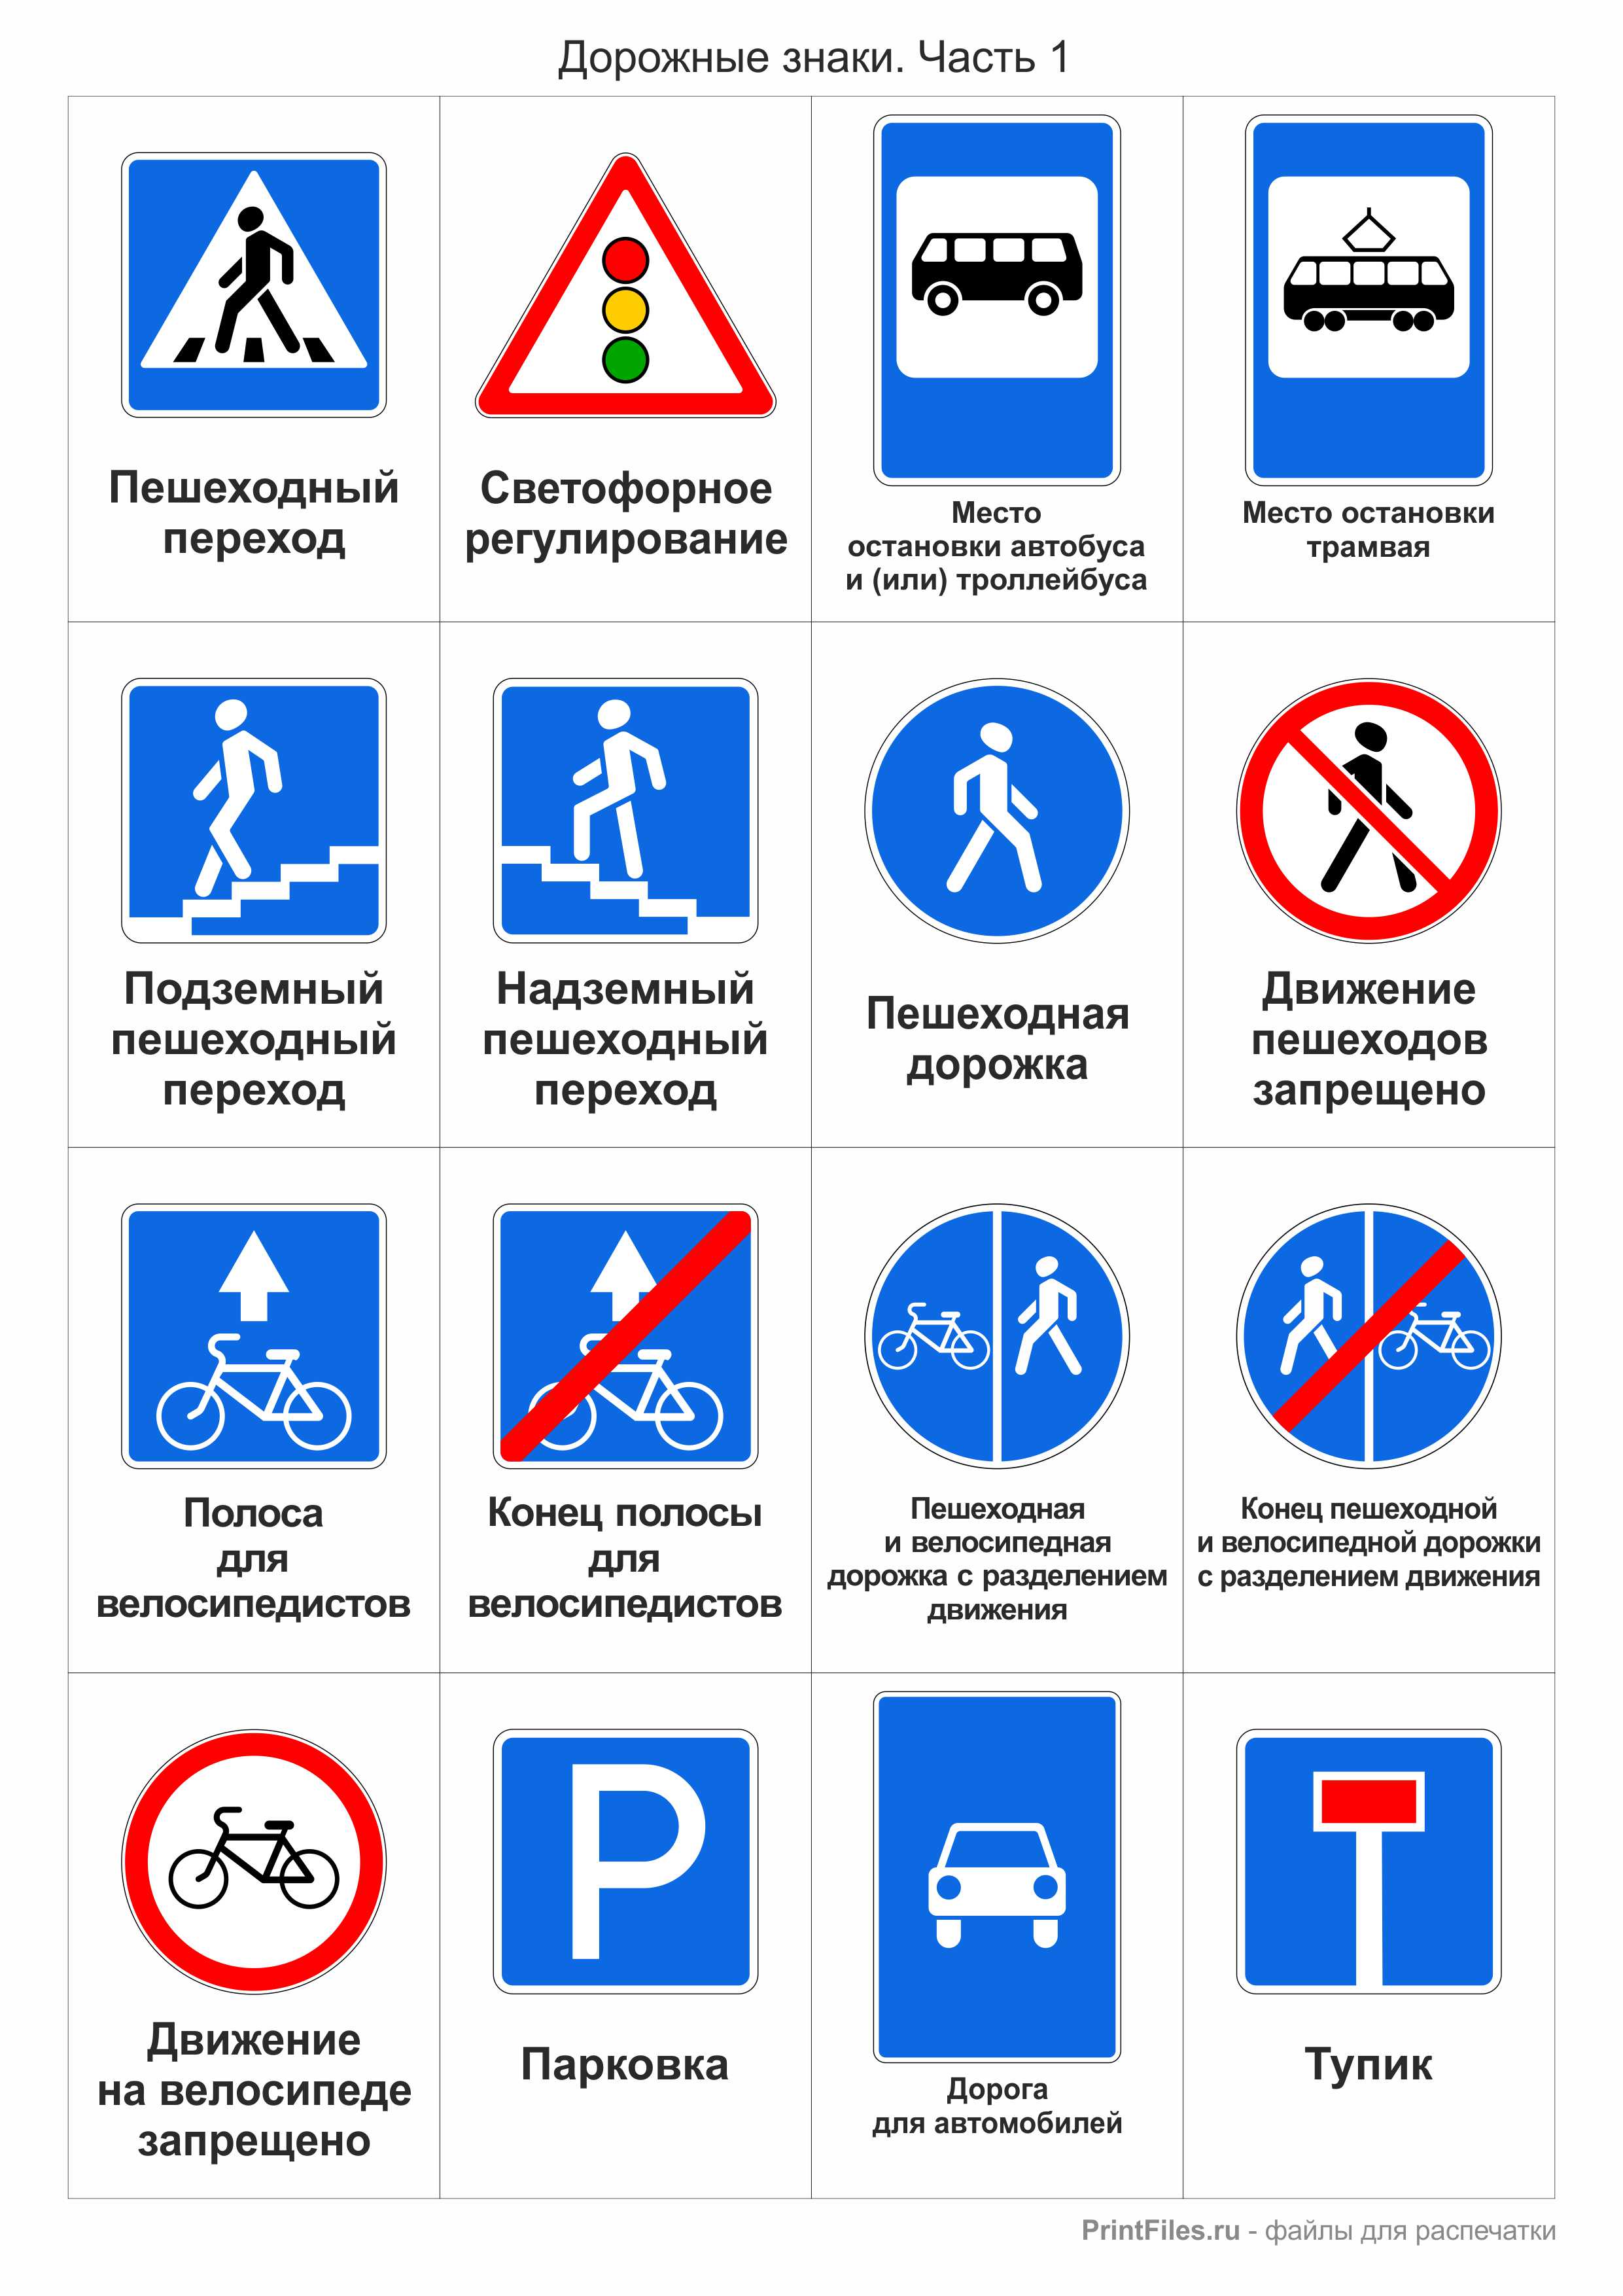 Дорожные знаки. Часть 1
Пешеходный
переход
Светофорное
регулирование
Место
остановки автобуса
и (или) троллейбуса
Место остановки
трамвая
Подземный
пешеходный
переход
Надземный
пешеходный
переход
Пешеходная
дорожка
Движение
пешеходов
запрещено
Полоса
для
велосипедистов
Конец полосы
для
велосипедистов
Пешеходная
и велосипедная
дорожка с разделением
движения
Конец пешеходной
и велосипедной дорожки
с разделением движения
Движение
на велосипеде
запрещено
P
Парковка
Дорога
для автомобилей
Тупик
PrintFiles.ru - файлы для распечатки